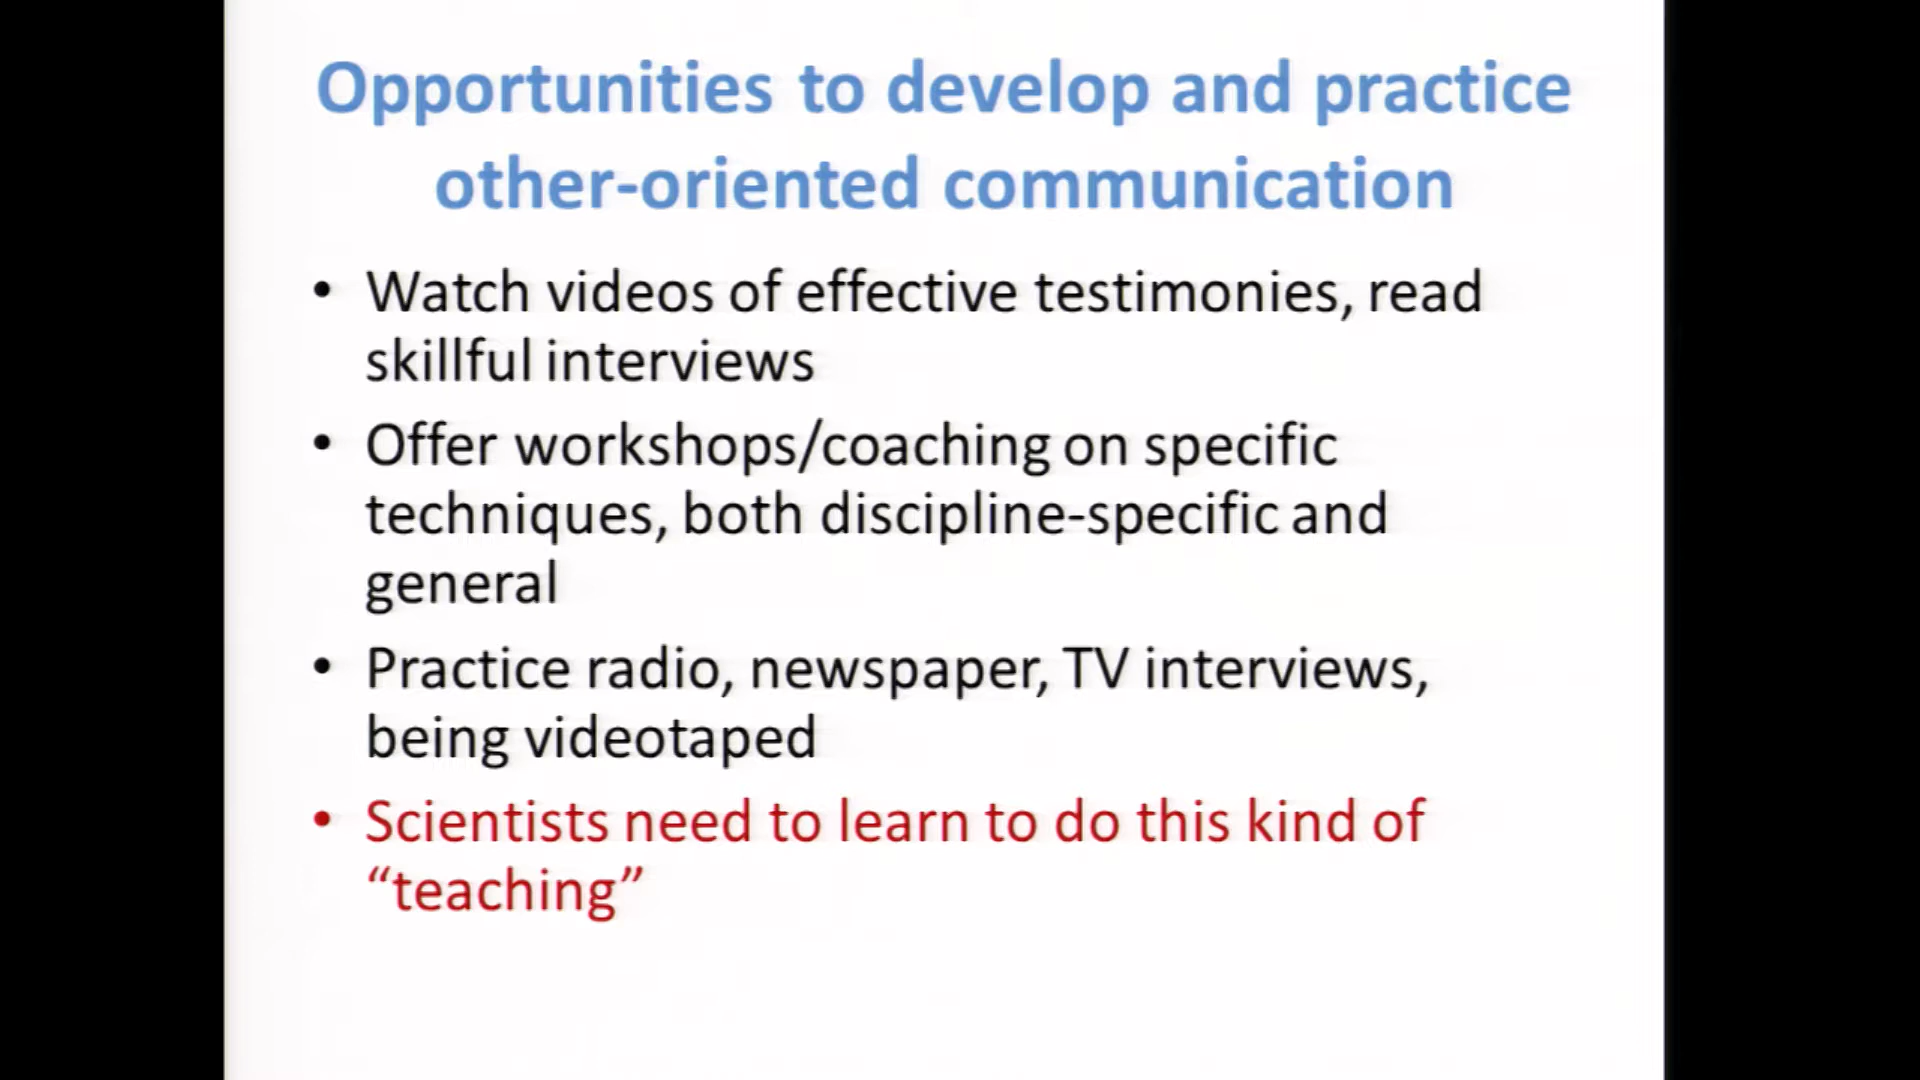 Opportunities to develop and practice
other-oriented communication
• Watch videos of effective testimonies, read
skillful interviews
• Offer workshops/coaching on specific
techniques, both discipline-specific and
general
• Practice radio, newspaper, TV interviews,
being videotaped
• Scientists need to learn to do this kind of
“teaching”